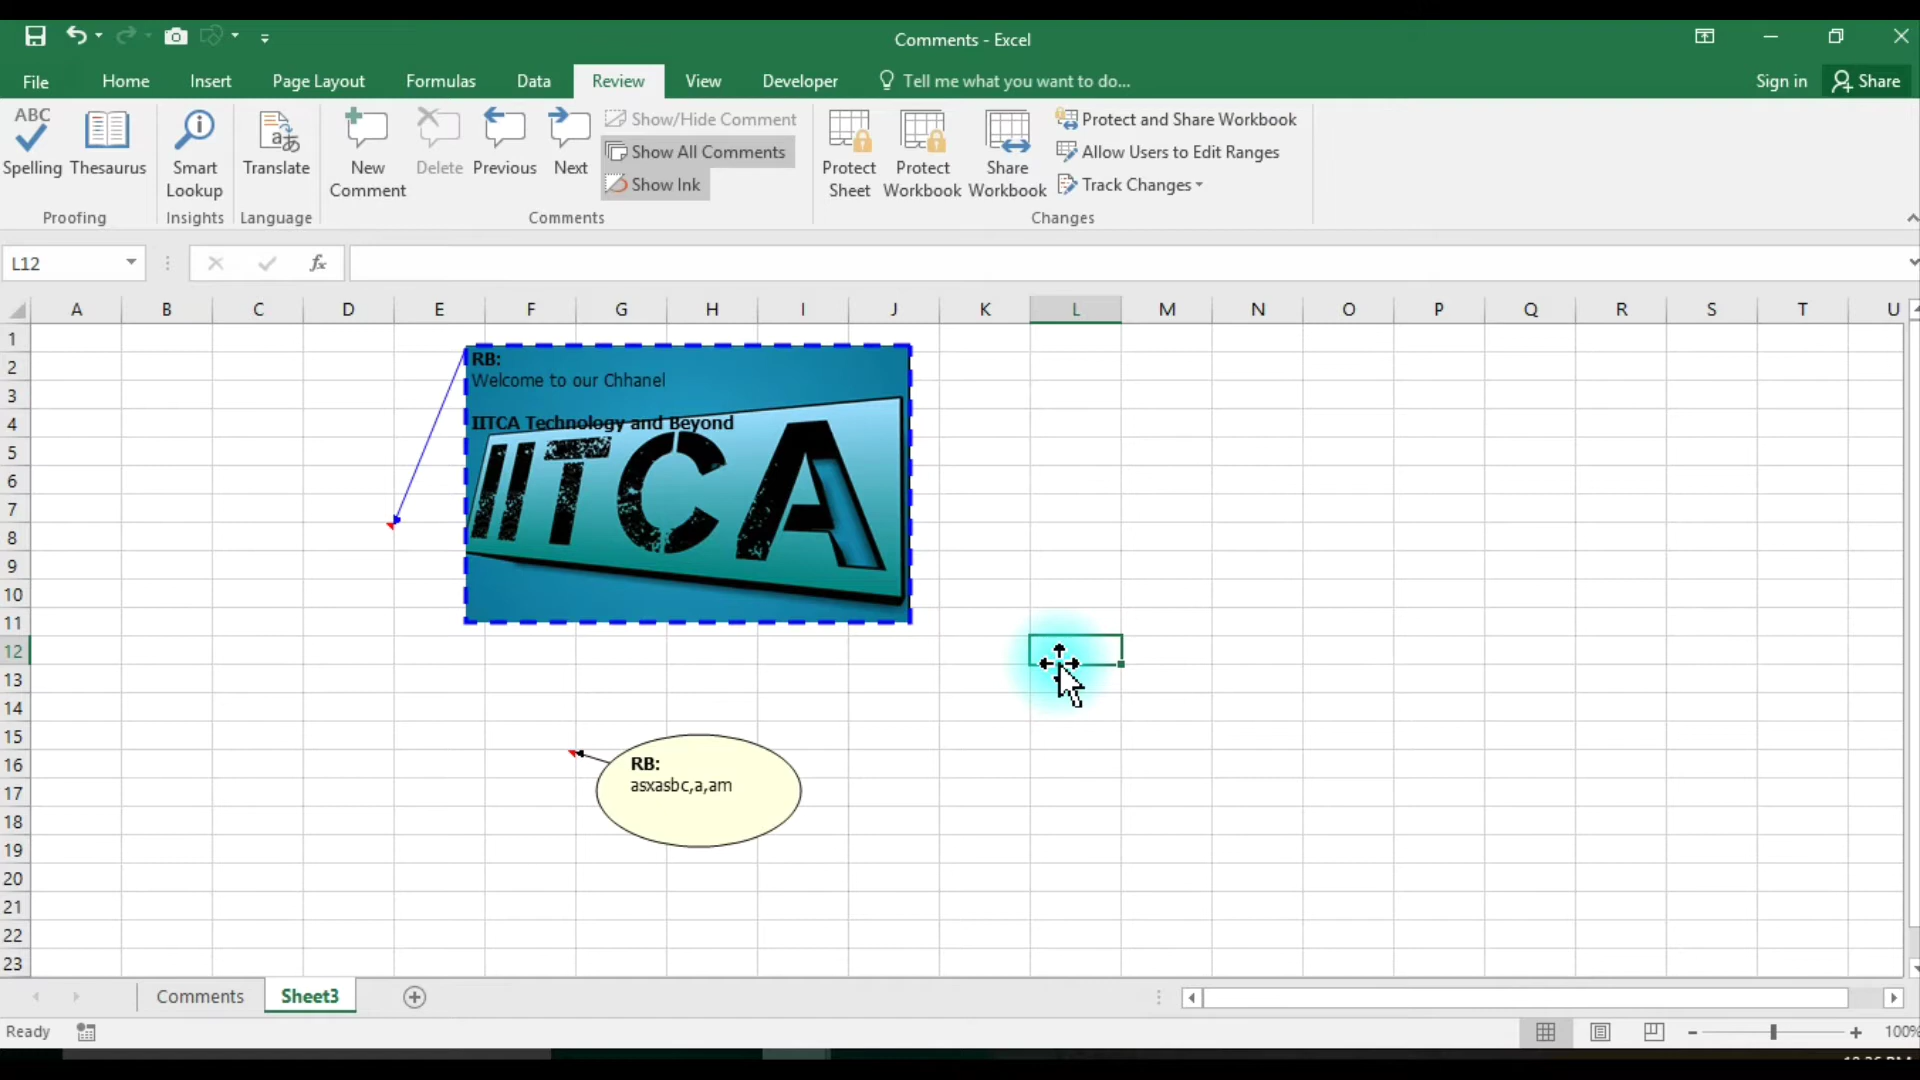 Comments - Excel
File Home Insert Page Layout Formulas Data Review View Developer Tell me what you want to do... Sign in Share
ABC
Spelling
Thesaurus
Proofing
Smart
Lookup
Insights
Translate
Language
New
Comment
Delete
Previous
Next
Show/Hide Comment
Show All Comments
Show Ink
Comments
Protect
Sheet
Protect
Workbook
Share
Workbook
Protect and Share Workbook
Allow Users to Edit Ranges
Track Changes
Changes
L12
fx
A B C D E F G H I J K L M N O P Q R S T U
1
2
3
4
5
6
7
8
9
10
11
12
13
14
15
16
17
18
19
20
21
22
23
RB:
Welcome to our Chhanel
IITCA Technology and Beyond
IITCA
RB:
asxasbc,a,am
Comments Sheet3
Ready
100%